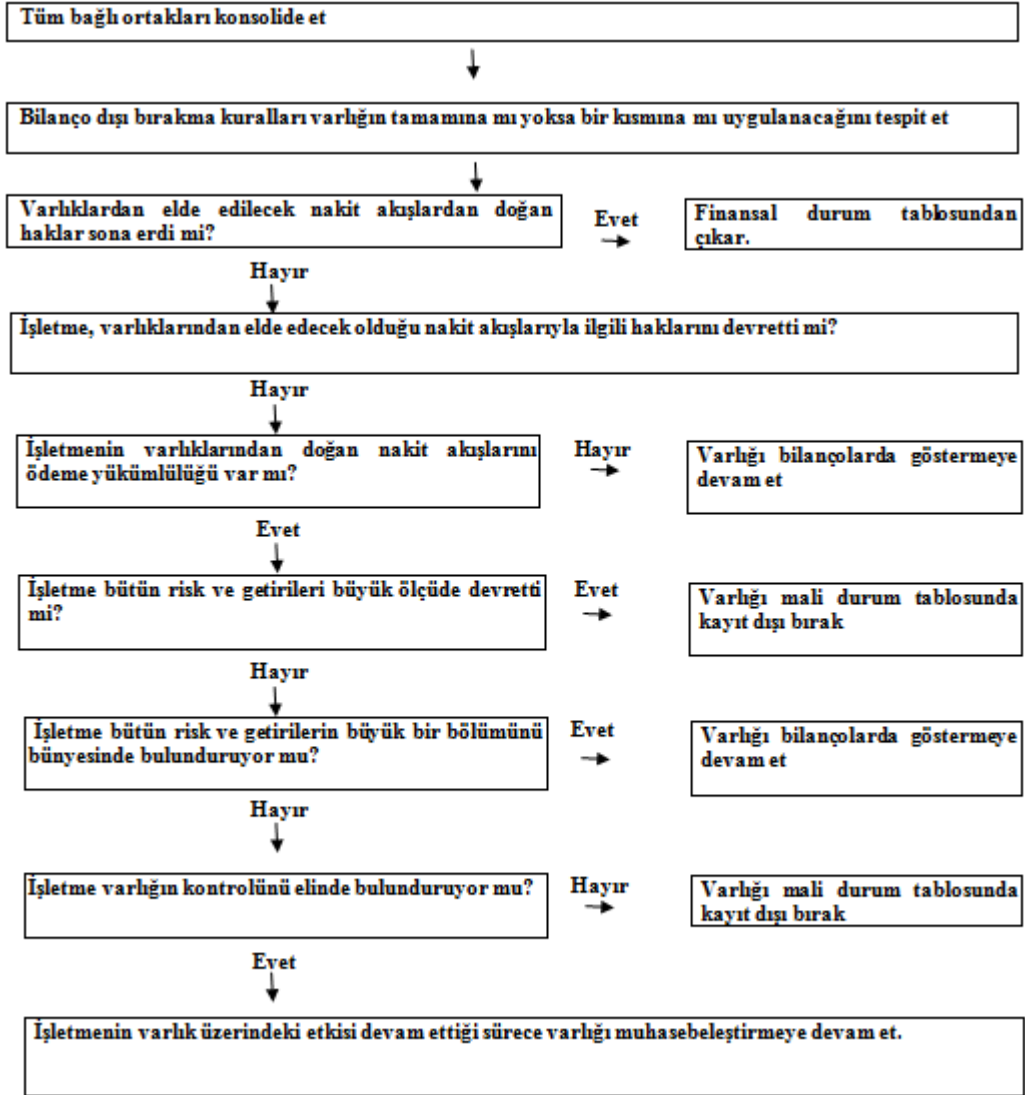 Tüm bağlı ortakları konsolide et
Bilanço dışı bırakma kuralları varlığın tamamına mı yoksa bir kısmına mı uygulanacağını tespit et
Varlıklardan elde edilecek nakit akışlardan doğan
haklar sona erdi mi?
Evet
Finansal durum tablosundan
çıkar.
Hayır
İşletme, varlıklarından elde edecek olduğu nakit akışlarıyla ilgili haklarını devretti mi?
Hayır
İşletmenin varlıklarından doğan nakit akışlarını
ödeme yükümlülüğü var mı?
Hayır
Varlığı bilançolarda göstermeye
devam et
Evet
İşletme bütün risk ve getirileri büyük ölçüde devretti
mi?
Evet
Varlığı mali durum tablosunda
kayıt dışı bırak
Hayır
İşletme bütün risk ve getirilerin büyük bir bölümünü
bünyesinde bulunduruyor mu?
Evet
Varlığı bilançolarda göstermeye
devam et
Hayır
İşletme varlığın kontrolünü elinde bulunduruyor mu?
Hayır
Varlığı mali durum tablosunda
kayıt dışı bırak
Evet
İşletmenin varlık üzerindeki etkisi devam ettiği sürece varlığı muhasebeleştirmeye devam et.